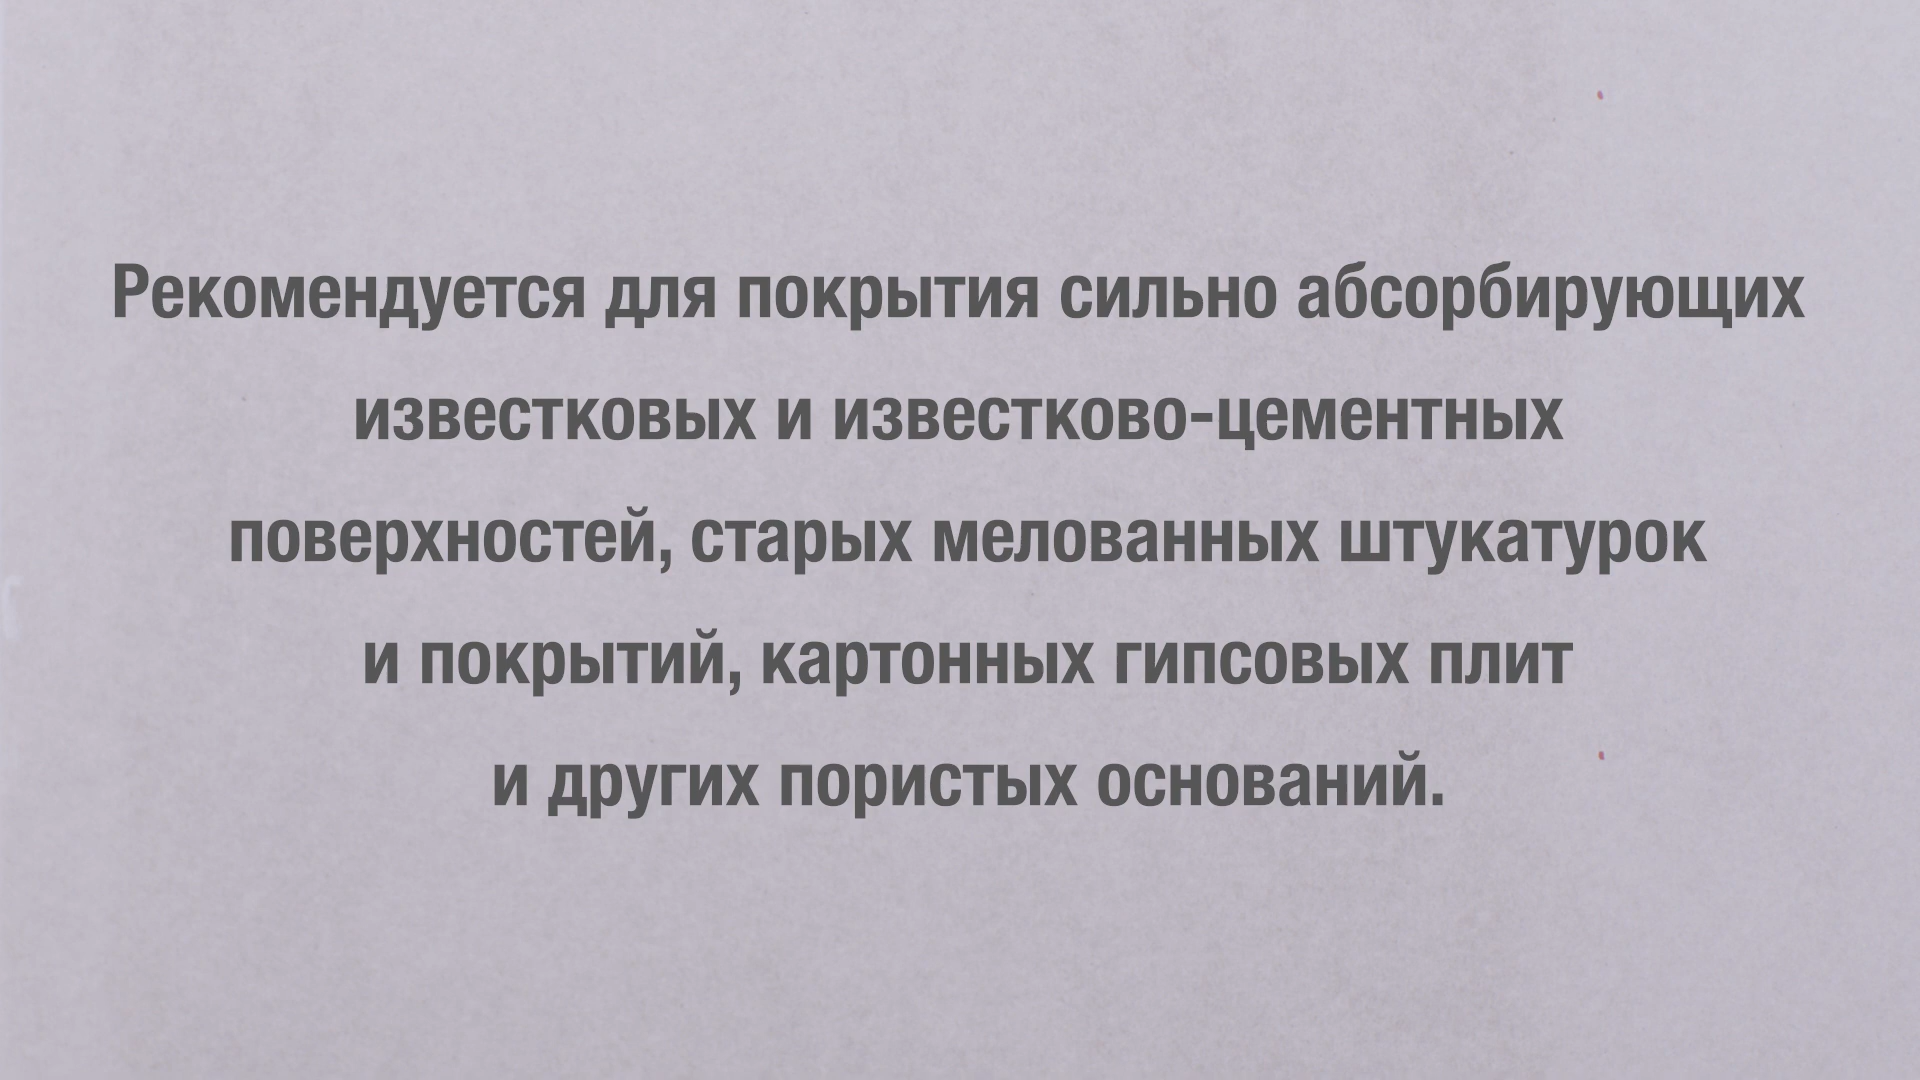 Рекомендуется для покрытия сильно абсорбирующих
известковых и известково-цементных
поверхностей, старых мелованных штукатурок
и покрытий, картонных гипсовых плит
и других пористых оснований.